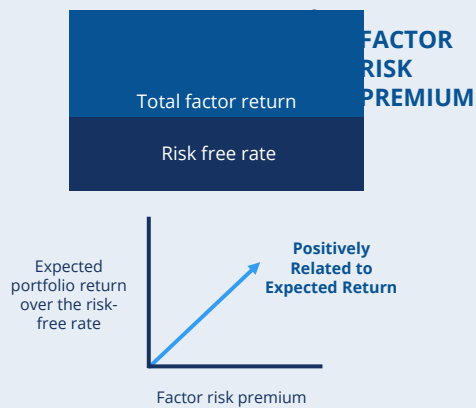 FACTOR
RISK
PREMIUM
Total factor return
Risk free rate
Expected
portfolio return
over the risk-
free rate
Positively
Related to
Expected Return
Factor risk premium